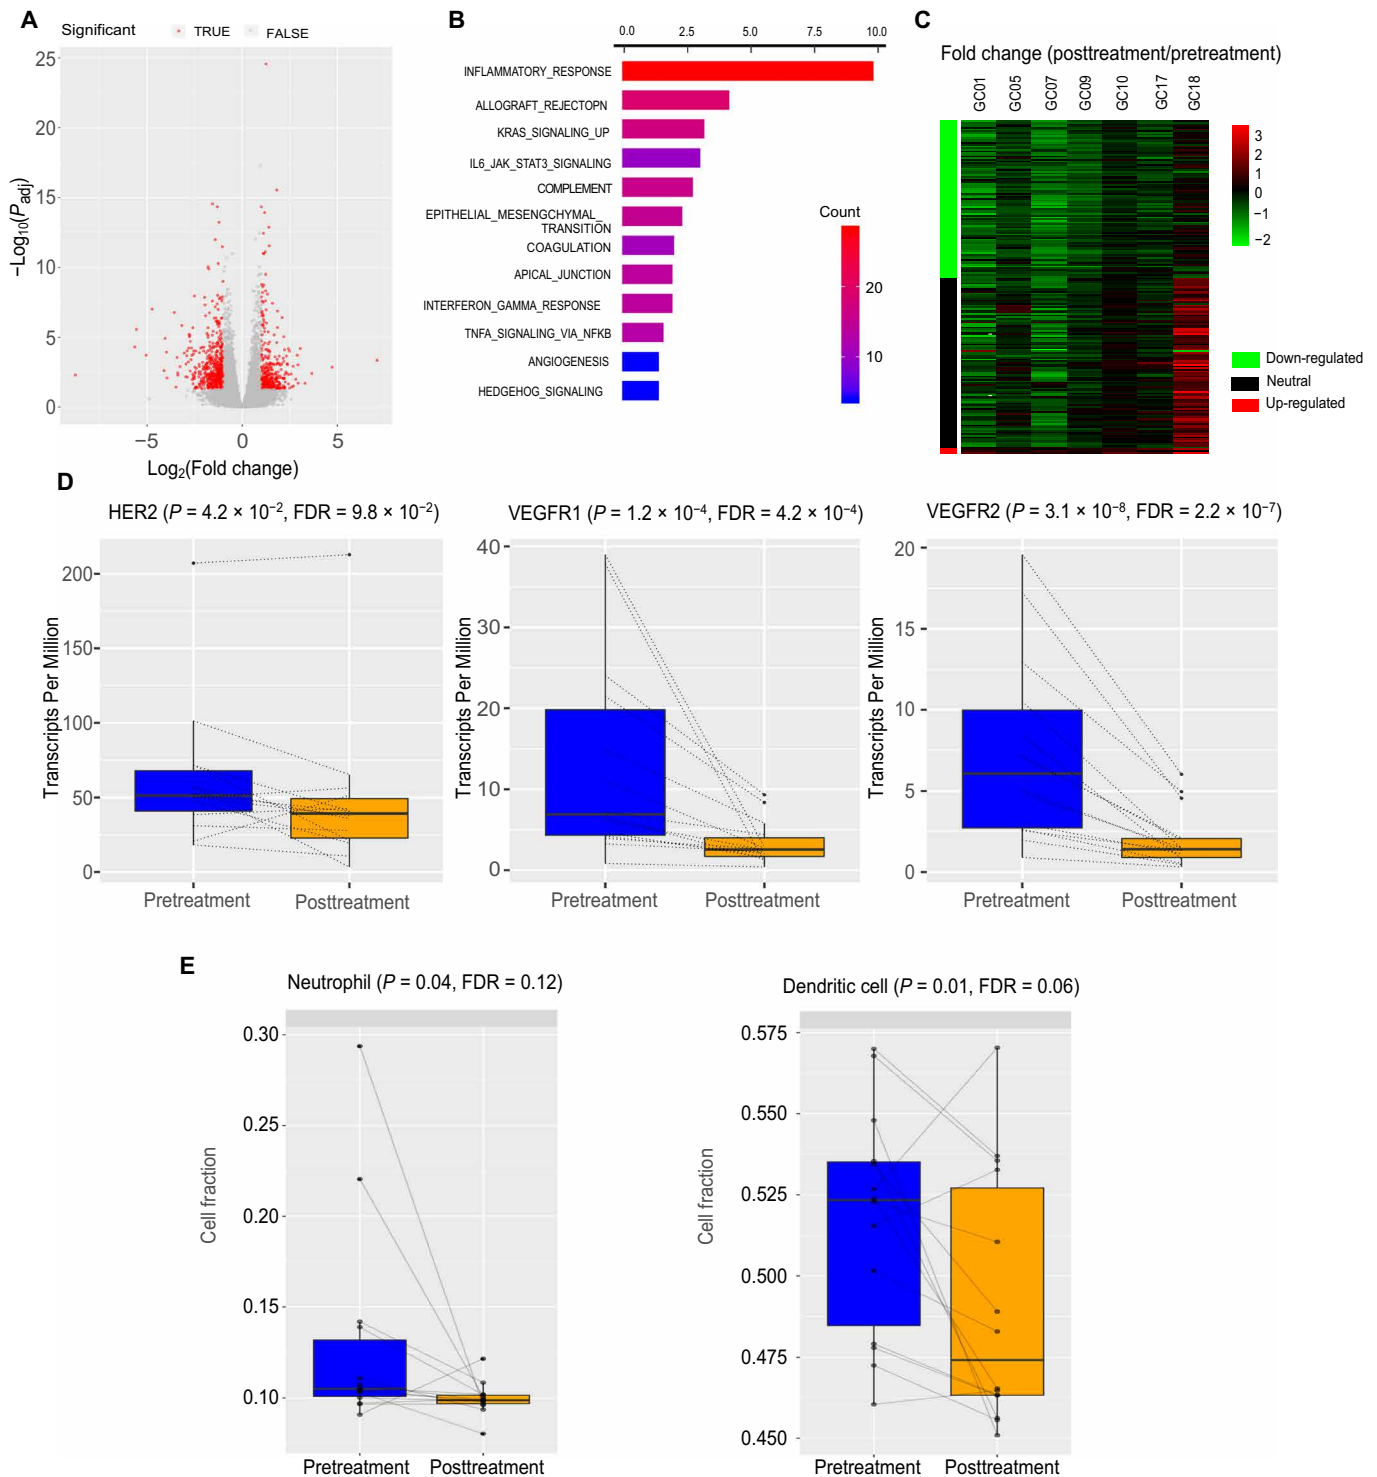 A
Significant TRUE FALSE
25
20
15
10
5
0
−Log10(Padj)
−5 0 5
Log2(Fold change)
B
0.0 2.5 5.0 7.5 10.0
INFLAMMATORY_RESPONSE
ALLOGRAFT_REJECTOPN
KRAS_SIGNALING_UP
IL6_JAK_STAT3_SIGNALING
COMPLEMENT
EPITHELIAL_MESENGCHYMAL_
TRANSITION
COAGULATION
APICAL_JUNCTION
INTERFERON_GAMMA_RESPONSE
TNFA_SIGNALING_VIA_NFKB
ANGIOGENESIS
HEDGEHOG_SIGNALING
Count
20
10
C
Fold change (posttreatment/pretreatment)
GC01 GC05 GC07 GC09 GC10 GC17 GC18
3
2
1
0
−1
−2
Down-regulated
Neutral
Up-regulated
D
HER2 (P = 4.2 × 10−2, FDR = 9.8 × 10−2)
200
150
100
50
0
Transcripts Per Million
Pretreatment Posttreatment
VEGFR1 (P = 1.2 × 10−4, FDR = 4.2 × 10−4)
40
30
20
10
0
Transcripts Per Million
Pretreatment Posttreatment
VEGFR2 (P = 3.1 × 10−8, FDR = 2.2 × 10−7)
20
15
10
5
0
Transcripts Per Million
Pretreatment Posttreatment
E
Neutrophil (P = 0.04, FDR = 0.12)
0.30
0.25
0.20
0.15
0.10
Cell fraction
Pretreatment Posttreatment
Dendritic cell (P = 0.01, FDR = 0.06)
0.575
0.550
0.525
0.500
0.475
0.450
Cell fraction
Pretreatment Posttreatment